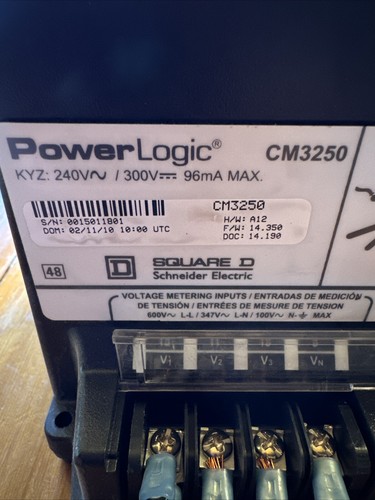 PowerLogic® CM3250
KYZ: 240V∿ / 300V⎓ 96mA MAX.
CM3250
S/N: 0015011801 H/W: A12
DOM: 02/11/10 10:00 UTC F/W: 14.350
DOC: 14.190
48 D SQUARE D
Schneider Electric
VOLTAGE METERING INPUTS / ENTRADAS DE MEDICIÓN
DE TENSIÓN / ENTRÉES DE MESURE DE TENSION
600V∿ L-L / 347V∿ L-N / 100V∿ N-⏚ MAX
V1 V2 V3 VN